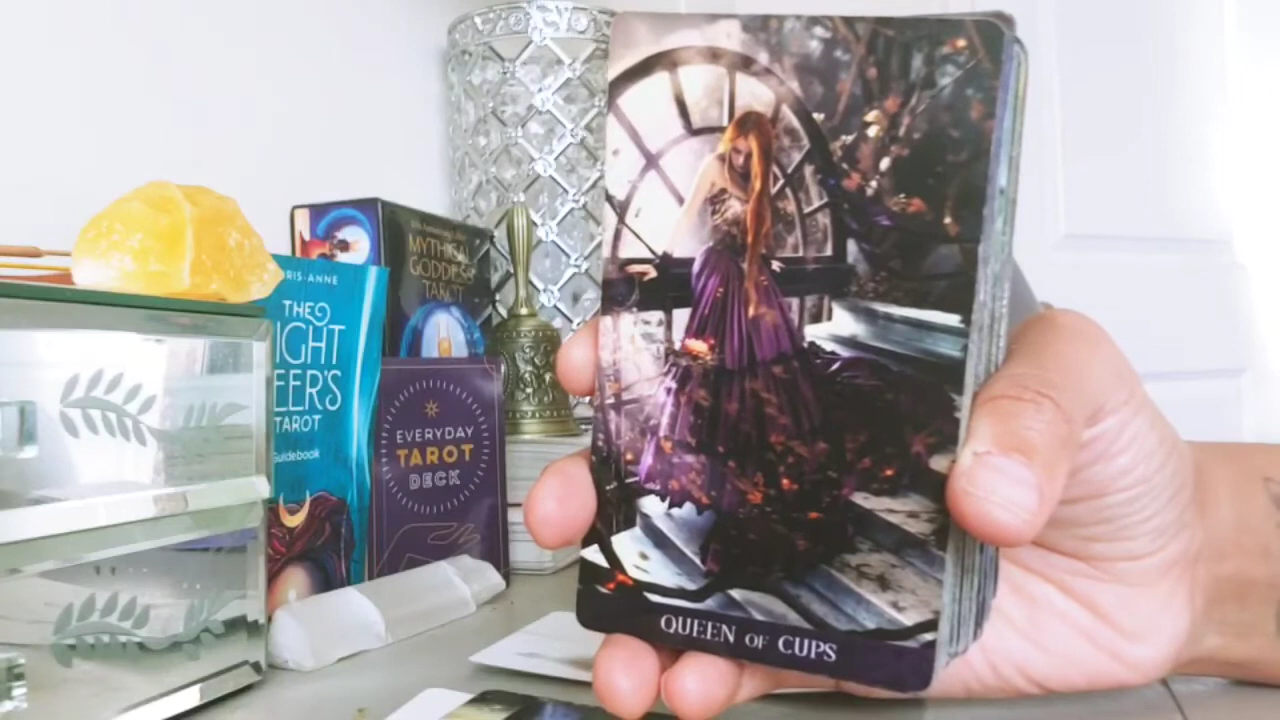 MYTHICAL
GODDESS
TAROT
RIS-ANNE
THE
IGHT
EER'S
TAROT
Guidebook
EVERYDAY
TAROT
DECK
QUEEN OF CUPS